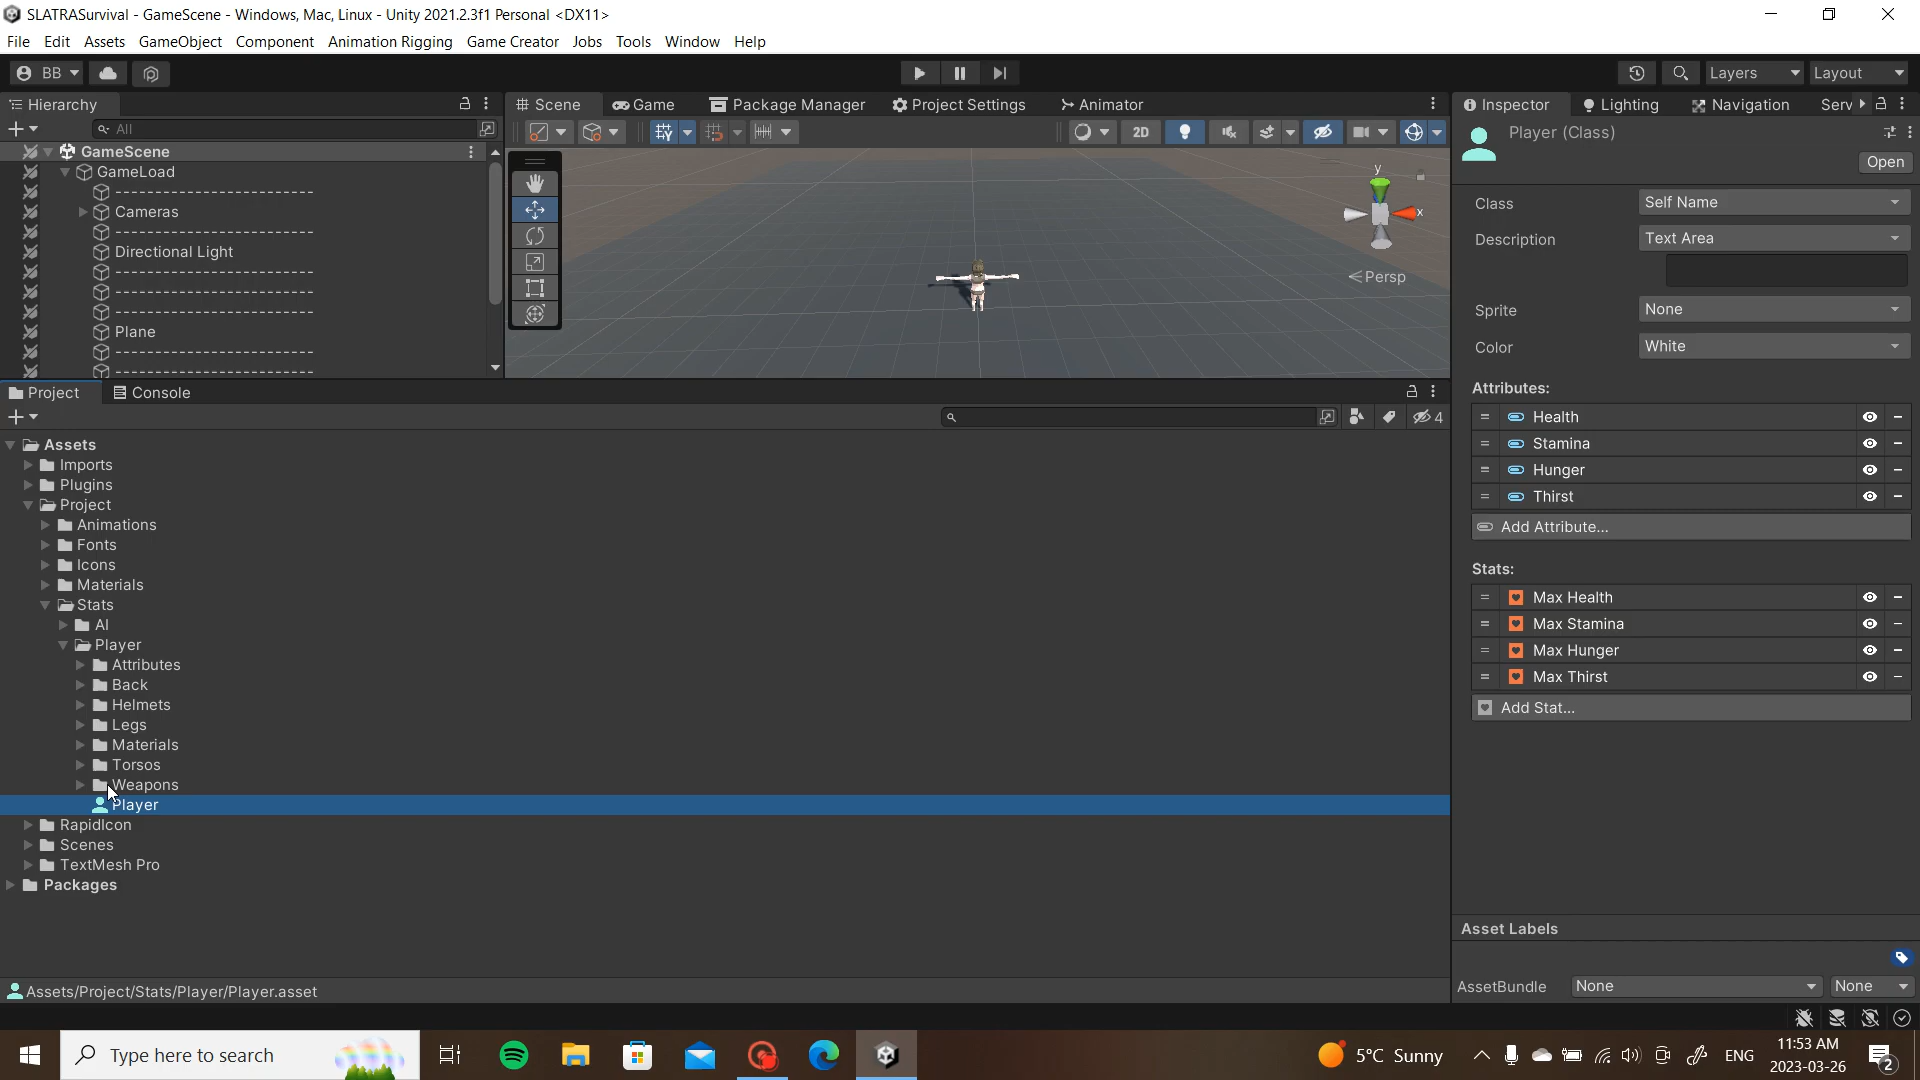 SLATRASurvival - GameScene - Windows, Mac, Linux - Unity 2021.2.3f1 Personal <DX11>
File Edit Assets GameObject Component Animation Rigging Game Creator Jobs Tools Window Help
BB Layers Layout
Hierarchy Scene Game Package Manager Project Settings Animator Inspector Lighting Navigation Serv
All
2D
GameScene
GameLoad
------------------------------
Cameras
------------------------------
Directional Light
------------------------------
------------------------------
------------------------------
Plane
------------------------------
------------------------------
y
x
Persp
Player (Class)
Open
Class Self Name
Description Text Area
Sprite None
Color White
Attributes:
Health
Stamina
Hunger
Thirst
Add Attribute...
Stats:
Max Health
Max Stamina
Max Hunger
Max Thirst
Add Stat...
Asset Labels
AssetBundle None None
Project Console
4
Assets
Imports
Plugins
Project
Animations
Fonts
Icons
Materials
Stats
AI
Player
Attributes
Back
Helmets
Legs
Materials
Torsos
Weapons
Player
RapidIcon
Scenes
TextMesh Pro
Packages
Assets/Project/Stats/Player/Player.asset
Type here to search
5°C Sunny
ENG
11:53 AM
2023-03-26
2